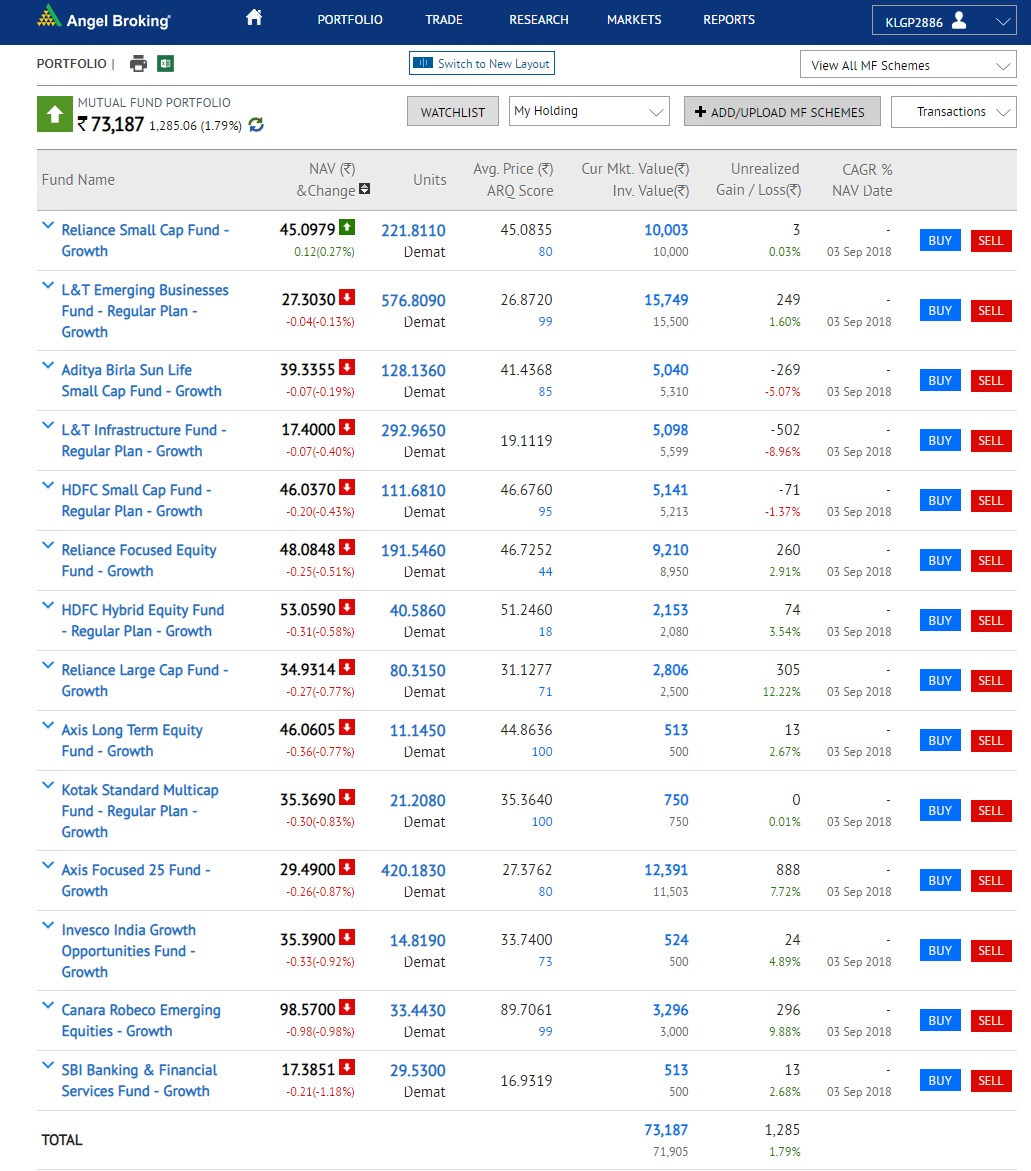 Angel Broking
PORTFOLIO TRADE RESEARCH MARKETS REPORTS KLGP2886
PORTFOLIO | Switch to New Layout View All MF Schemes
MUTUAL FUND PORTFOLIO
₹ 73,187 1,285.06 (1.79%) WATCHLIST My Holding + ADD/UPLOAD MF SCHEMES Transactions
Fund Name NAV (₹) &Change Units Avg. Price (₹) ARQ Score Cur Mkt. Value(₹) Inv. Value(₹) Unrealized Gain / Loss(₹) CAGR % NAV Date
Reliance Small Cap Fund - 45.0979 221.8110 45.0835 10,003 3 - BUY SELL
Growth 0.12(0.27%) Demat 80 10,000 0.03% 03 Sep 2018
L&T Emerging Businesses
Fund - Regular Plan - 27.3030 576.8090 26.8720 15,749 249 - BUY SELL
Growth -0.04(-0.13%) Demat 99 15,500 1.60% 03 Sep 2018
Aditya Birla Sun Life 39.3355 128.1360 41.4368 5,040 -269 - BUY SELL
Small Cap Fund - Growth -0.07(-0.19%) Demat 85 5,310 -5.07% 03 Sep 2018
L&T Infrastructure Fund - 17.4000 292.9650 19.1119 5,098 -502 - BUY SELL
Regular Plan - Growth -0.07(-0.40%) Demat 5,599 -8.96% 03 Sep 2018
HDFC Small Cap Fund - 46.0370 111.6810 46.6760 5,141 -71 - BUY SELL
Regular Plan - Growth -0.20(-0.43%) Demat 95 5,213 -1.37% 03 Sep 2018
Reliance Focused Equity 48.0848 191.5460 46.7252 9,210 260 - BUY SELL
Fund - Growth -0.25(-0.51%) Demat 44 8,950 2.91% 03 Sep 2018
HDFC Hybrid Equity Fund 53.0590 40.5860 51.2460 2,153 74 - BUY SELL
- Regular Plan - Growth -0.31(-0.58%) Demat 18 2,080 3.54% 03 Sep 2018
Reliance Large Cap Fund - 34.9314 80.3150 31.1277 2,806 305 - BUY SELL
Growth -0.27(-0.77%) Demat 71 2,500 12.22% 03 Sep 2018
Axis Long Term Equity 46.0605 11.1450 44.8636 513 13 - BUY SELL
Fund - Growth -0.36(-0.77%) Demat 100 500 2.67% 03 Sep 2018
Kotak Standard Multicap
Fund - Regular Plan - 35.3690 21.2080 35.3640 750 0 - BUY SELL
Growth -0.30(-0.83%) Demat 100 750 0.01% 03 Sep 2018
Axis Focused 25 Fund - 29.4900 420.1830 27.3762 12,391 888 - BUY SELL
Growth -0.26(-0.87%) Demat 80 11,503 7.72% 03 Sep 2018
Invesco India Growth
Opportunities Fund - 35.3900 14.8190 33.7400 524 24 - BUY SELL
Growth -0.33(-0.92%) Demat 73 500 4.89% 03 Sep 2018
Canara Robeco Emerging 98.5700 33.4430 89.7061 3,296 296 - BUY SELL
Equities - Growth -0.98(-0.98%) Demat 99 3,000 9.88% 03 Sep 2018
SBI Banking & Financial 17.3851 29.5300 16.9319 513 13 - BUY SELL
Services Fund - Growth -0.21(-1.18%) Demat 500 2.68% 03 Sep 2018
TOTAL 73,187 1,285
71,905 1.79%